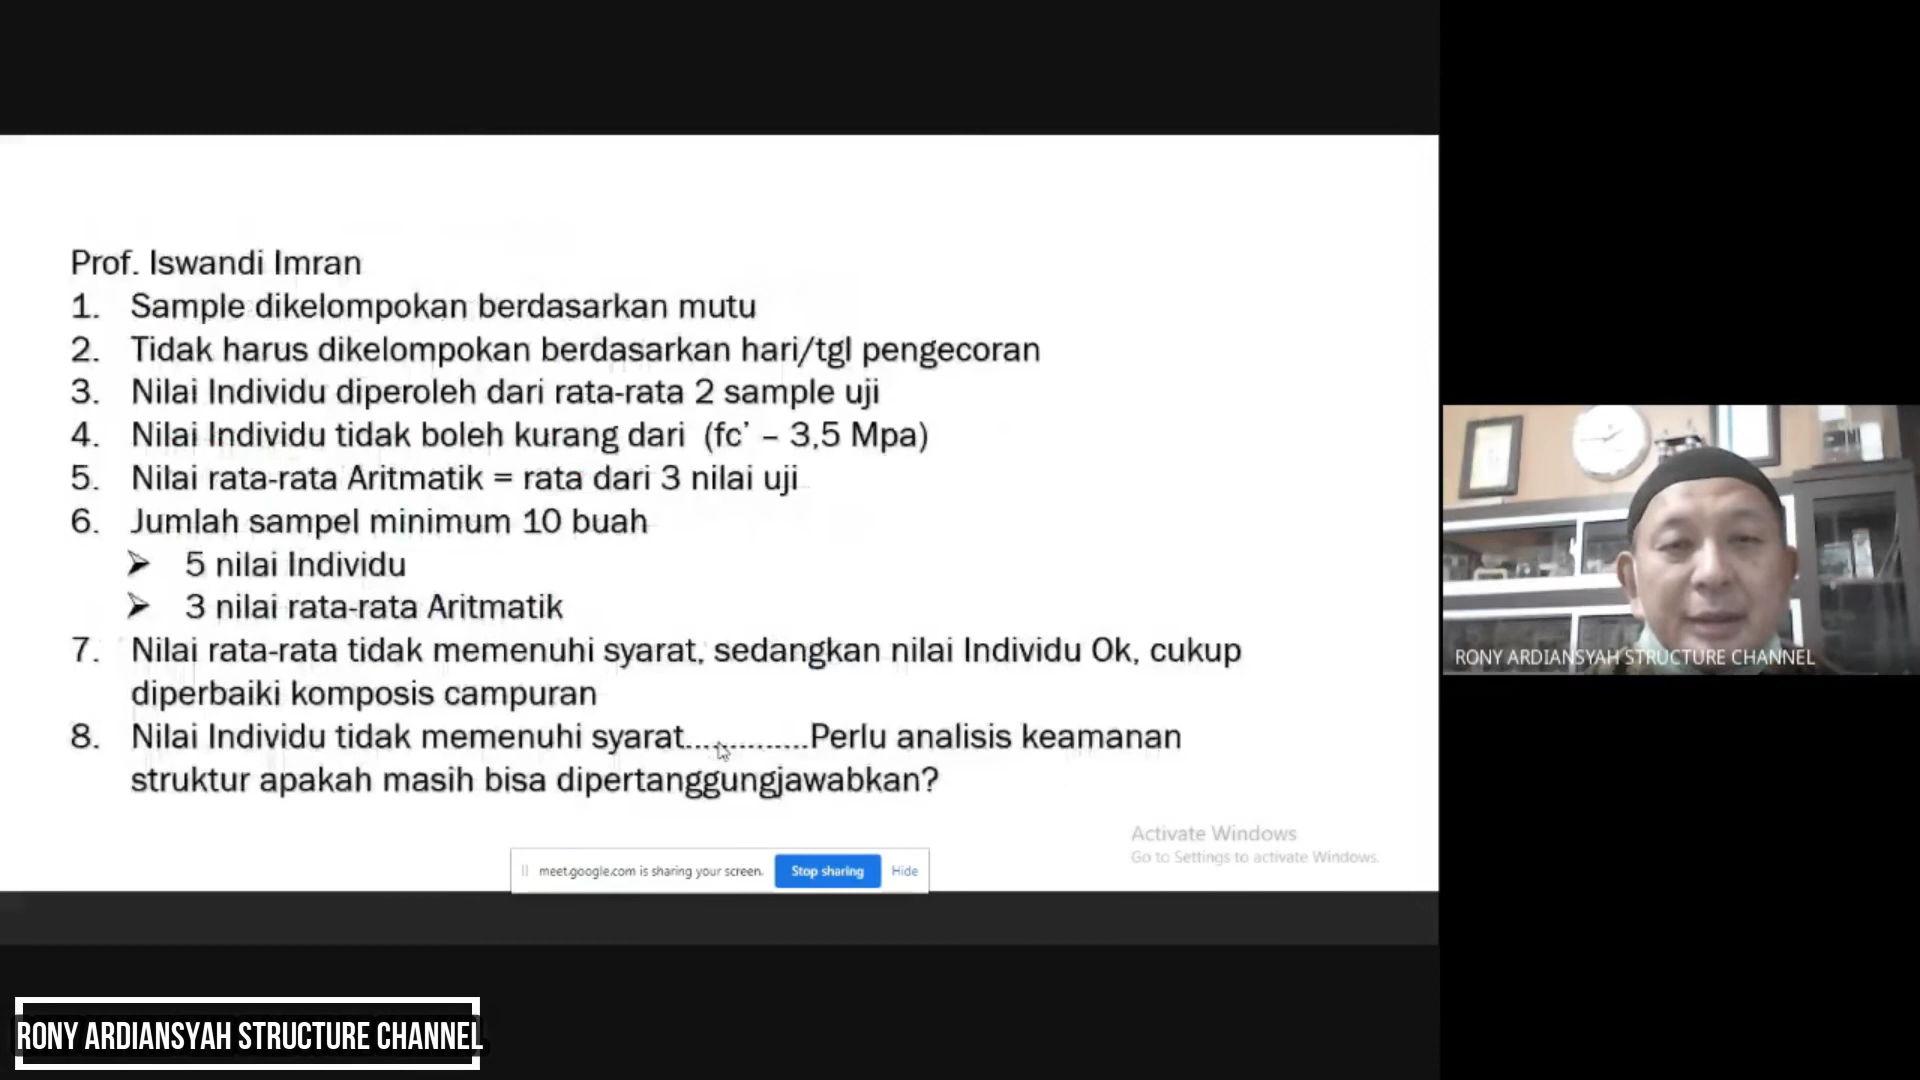 Prof. Iswandi Imran
1. Sample dikelompokan berdasarkan mutu
2. Tidak harus dikelompokan berdasarkan hari/tgl pengecoran
3. Nilai Individu diperoleh dari rata-rata 2 sample uji
4. Nilai Individu tidak boleh kurang dari (fc’ – 3,5 Mpa)
5. Nilai rata-rata Aritmatik = rata dari 3 nilai uji
6. Jumlah sampel minimum 10 buah
➢ 5 nilai Individu
➢ 3 nilai rata-rata Aritmatik
7. Nilai rata-rata tidak memenuhi syarat, sedangkan nilai Individu Ok, cukup
diperbaiki komposis campuran
8. Nilai Individu tidak memenuhi syarat..............Perlu analisis keamanan
struktur apakah masih bisa dipertanggungjawabkan?
Activate Windows
Go to Settings to activate Windows.
meet.google.com is sharing your screen. Stop sharing Hide
RONY ARDIANSYAH STRUCTURE CHANNEL
RONY ARDIANSYAH STRUCTURE CHANNEL